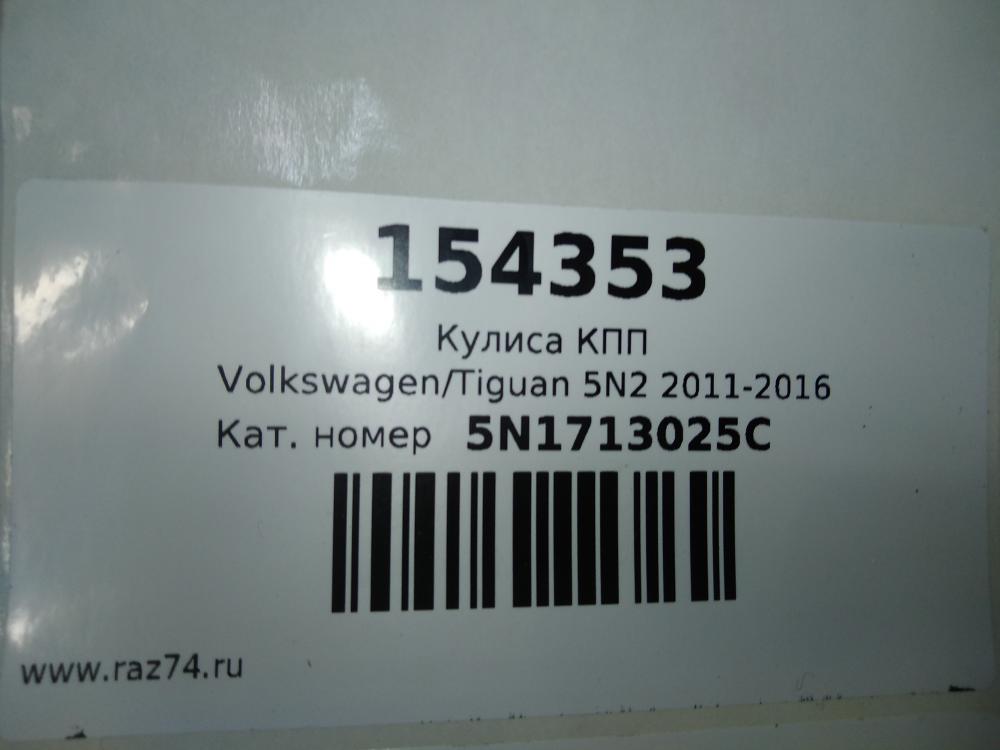 154353
Кулиса КПП
Volkswagen/Tiguan 5N2 2011-2016
Кат. номер 5N1713025C
www.raz74.ru